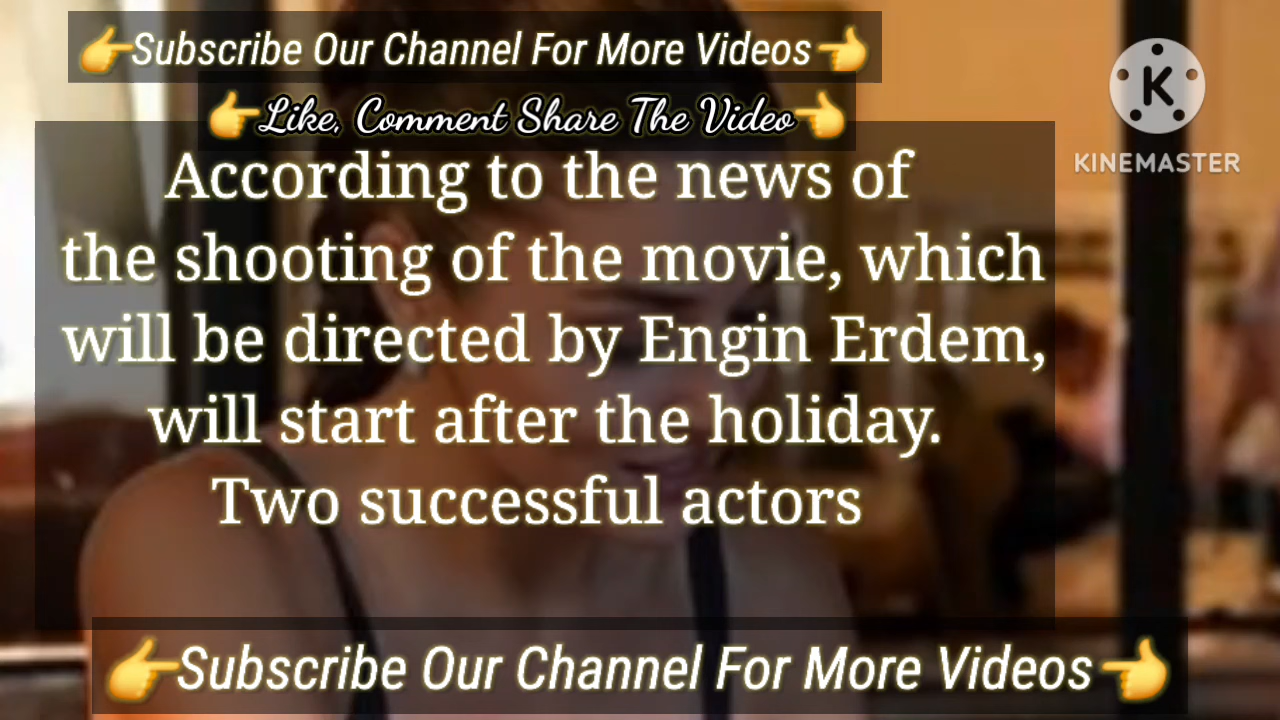 👉Subscribe Our Channel For More Videos👈
👉Like, Comment Share The Video👈
According to the news of
the shooting of the movie, which
will be directed by Engin Erdem,
will start after the holiday.
Two successful actors
👉Subscribe Our Channel For More Videos👈
K
KINEMASTER